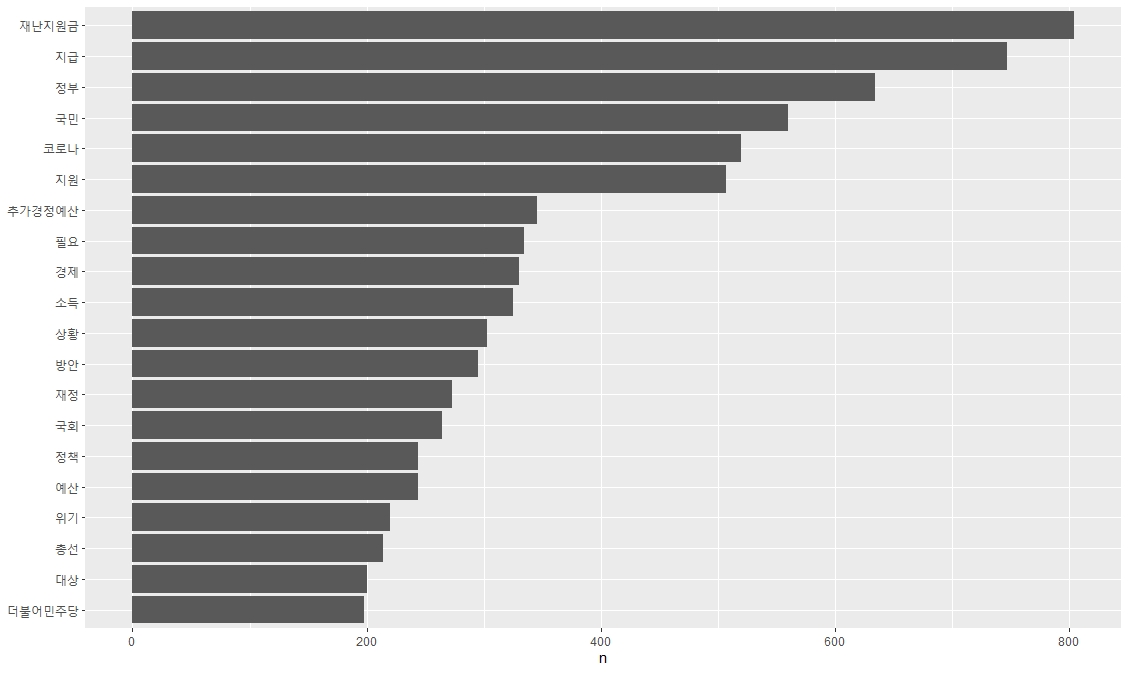 재난지원금
지급
정부
국민
코로나
지원
추가경정예산
필요
경제
소득
상황
방안
재정
국회
정책
예산
위기
총선
대상
더불어민주당
0 200 400 600 800
n